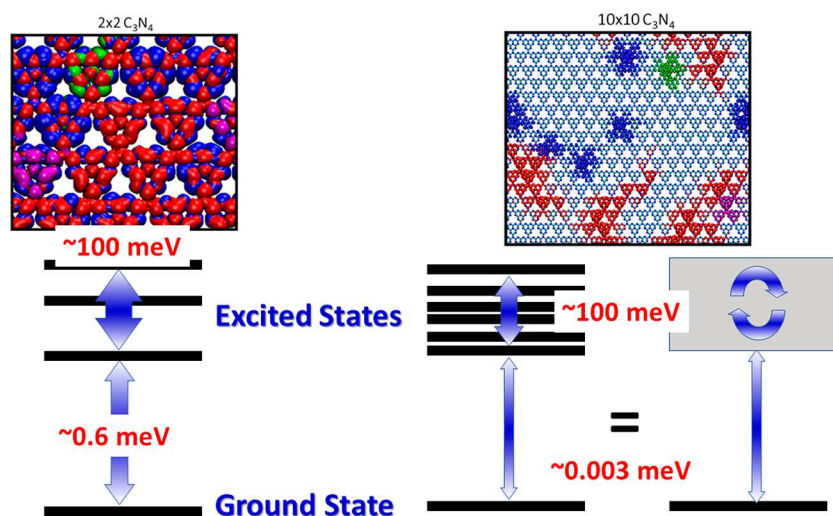 2x2 C₃N₄
10x10 C₃N₄
~100 meV
Excited States
~100 meV
~0.6 meV
=
~0.003 meV
Ground State